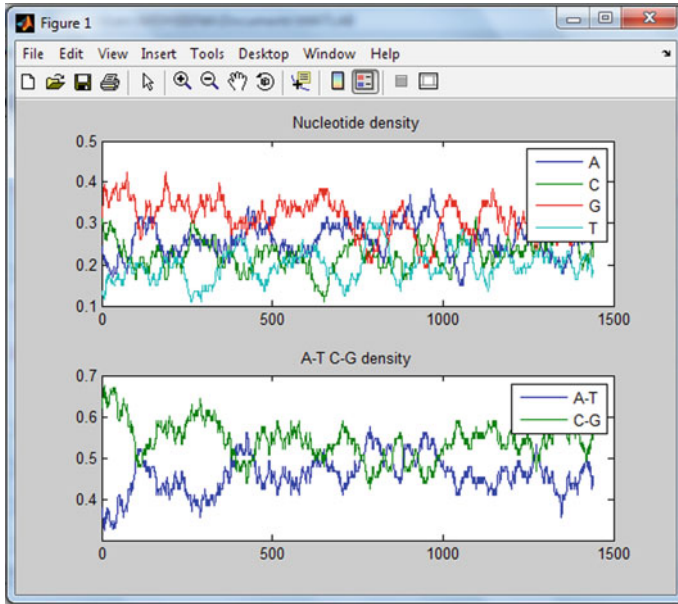 Figure 1
File Edit View Insert Tools Desktop Window Help
Nucleotide density
0.5
0.4
0.3
0.2
0.1
0 500 1000 1500
A
C
G
T
A-T C-G density
0.7
0.6
0.5
0.4
0 500 1000 1500
A-T
C-G